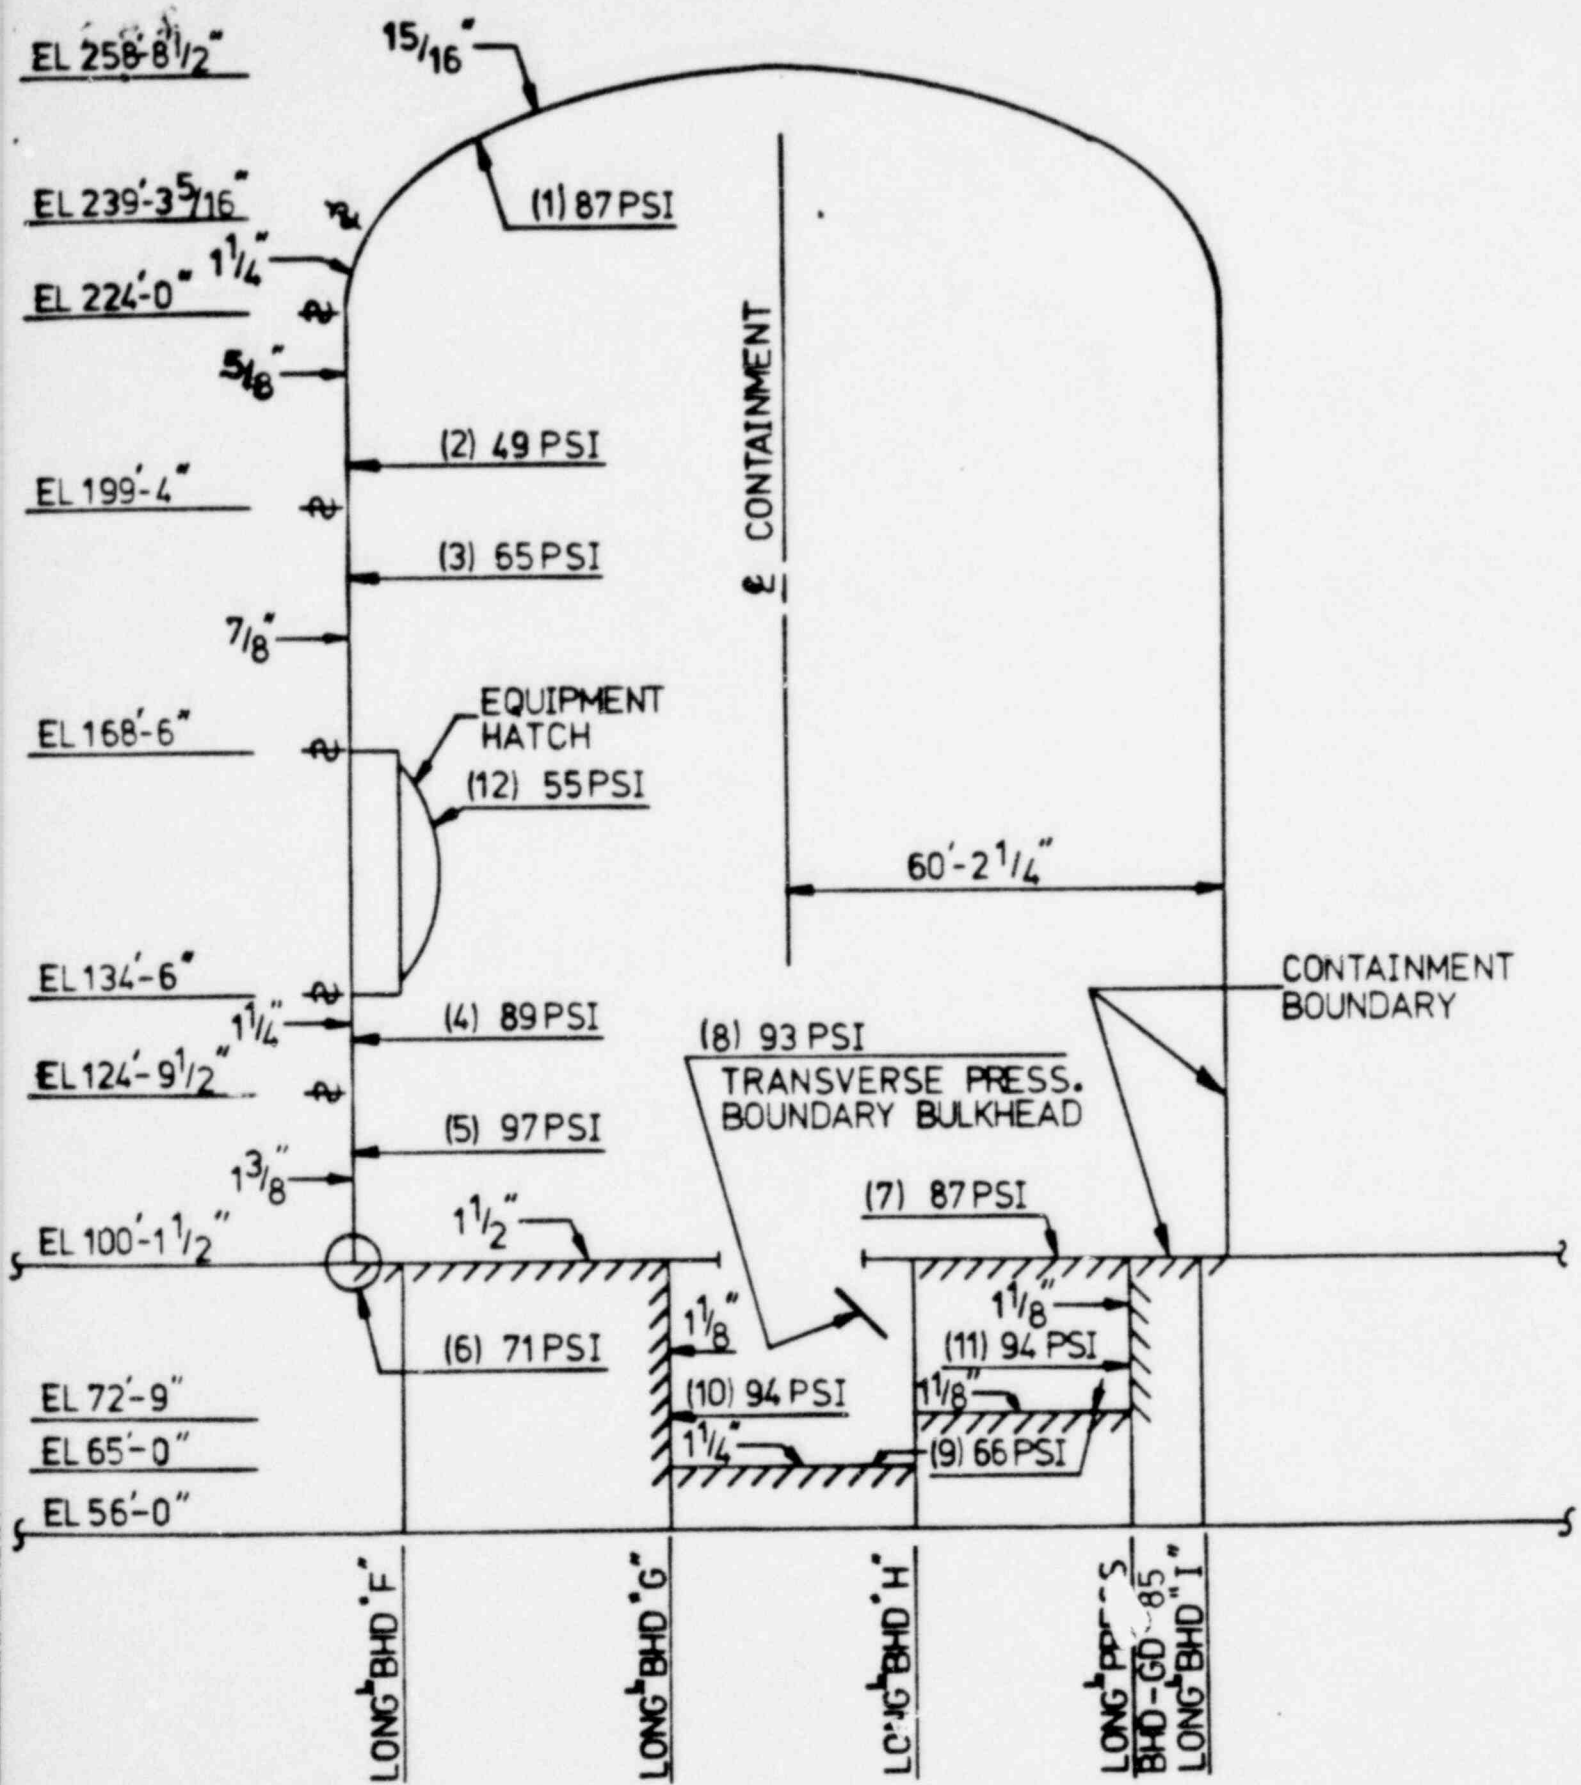 EL 258'-8 1/2"
15/16"
EL 239'-3 5/16"
(1) 87 PSI
1 1/4"
EL 224'-0"
5/8"
(2) 49 PSI
EL 199'-4"
(3) 65 PSI
7/8"
℄ CONTAINMENT
EL 168'-6"
EQUIPMENT
HATCH
(12) 55 PSI
60'-2 1/4"
EL 134'-6"
1 1/4"
(4) 89 PSI
CONTAINMENT
BOUNDARY
(8) 93 PSI
TRANSVERSE PRESS.
BOUNDARY BULKHEAD
EL 124'-9 1/2"
(5) 97 PSI
1 3/8"
(7) 87 PSI
EL 100'-1 1/2"
1 1/2"
(6) 71 PSI
1 1/8"
1 1/8"
(11) 94 PSI
(10) 94 PSI
1 1/8"
EL 72'-9"
1 1/4"
(9) 66 PSI
EL 65'-0"
EL 56'-0"
LONG'L BHD "F"
LONG'L BHD "G"
LONG'L BHD "H"
LONG'L
BHD-GD 85
LONG'L BHD "I"